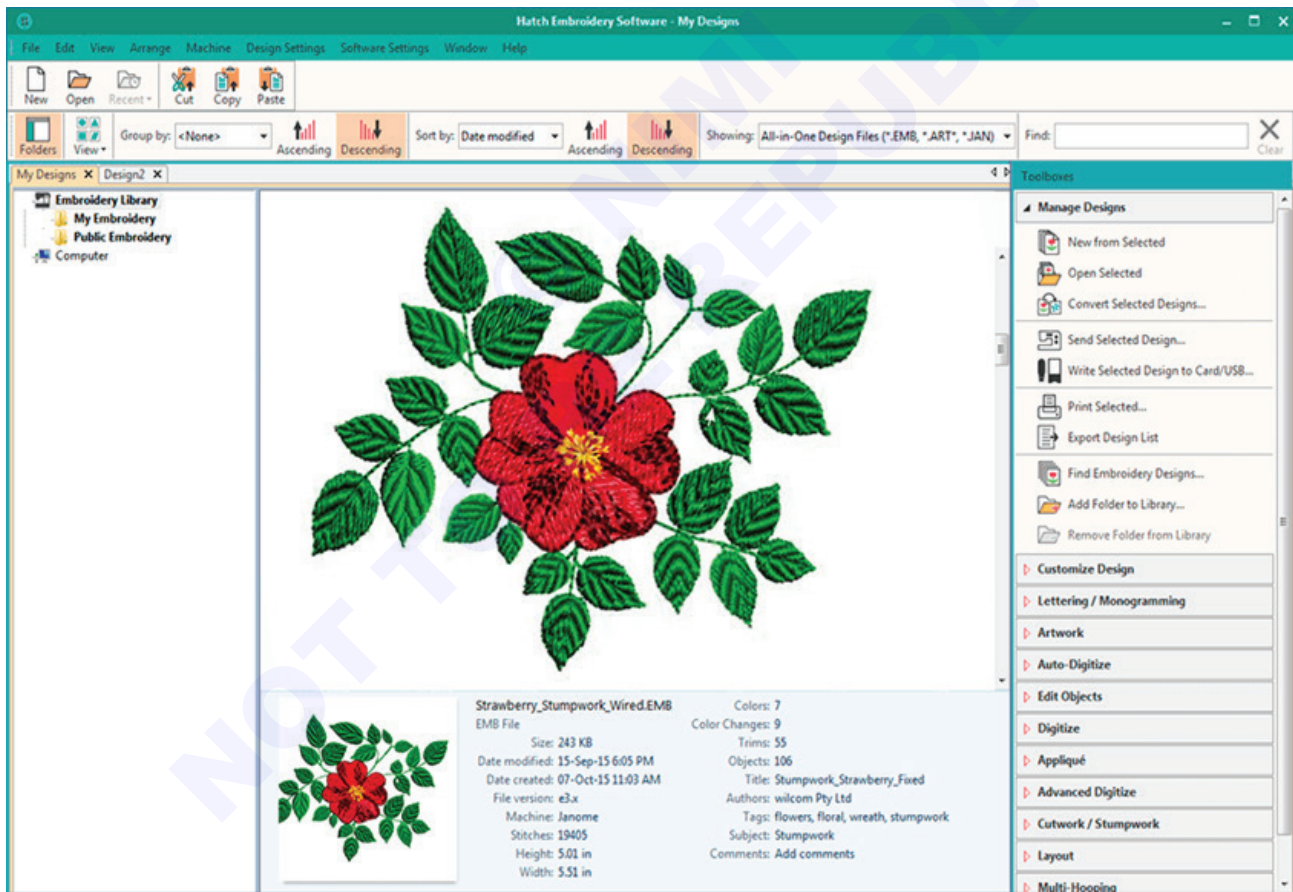 Hatch Embroidery Software - My Designs
File Edit View Arrange Machine Design Settings Software Settings Window Help
New Open Recent Cut Copy Paste
Folders View Group by: <None> Ascending Descending Sort by: Date modified Ascending Descending Showing: All-in-One Design Files (*.EMB, *.ART*, *.JAN) Find: Clear
My Designs Design2
Embroidery Library
My Embroidery
Public Embroidery
Computer
Strawberry_Stumpwork_Wired.EMB
EMB File
Size: 243 KB
Date modified: 15-Sep-15 6:05 PM
Date created: 07-Oct-15 11:03 AM
File version: e3.x
Machine: Janome
Stitches: 19405
Height: 5.01 in
Width: 5.51 in
Colors: 7
Color Changes: 9
Trims: 55
Objects: 106
Title: Stumpwork_Strawberry_Fixed
Authors: wilcom Pty Ltd
Tags: flowers, floral, wreath, stumpwork
Subject: Stumpwork
Comments: Add comments
Toolboxes
Manage Designs
New from Selected
Open Selected
Convert Selected Designs...
Send Selected Design...
Write Selected Design to Card/USB...
Print Selected...
Export Design List
Find Embroidery Designs...
Add Folder to Library...
Remove Folder from Library
Customize Design
Lettering / Monogramming
Artwork
Auto-Digitize
Edit Objects
Digitize
Appliqué
Advanced Digitize
Cutwork / Stumpwork
Layout
Multi-Hooping